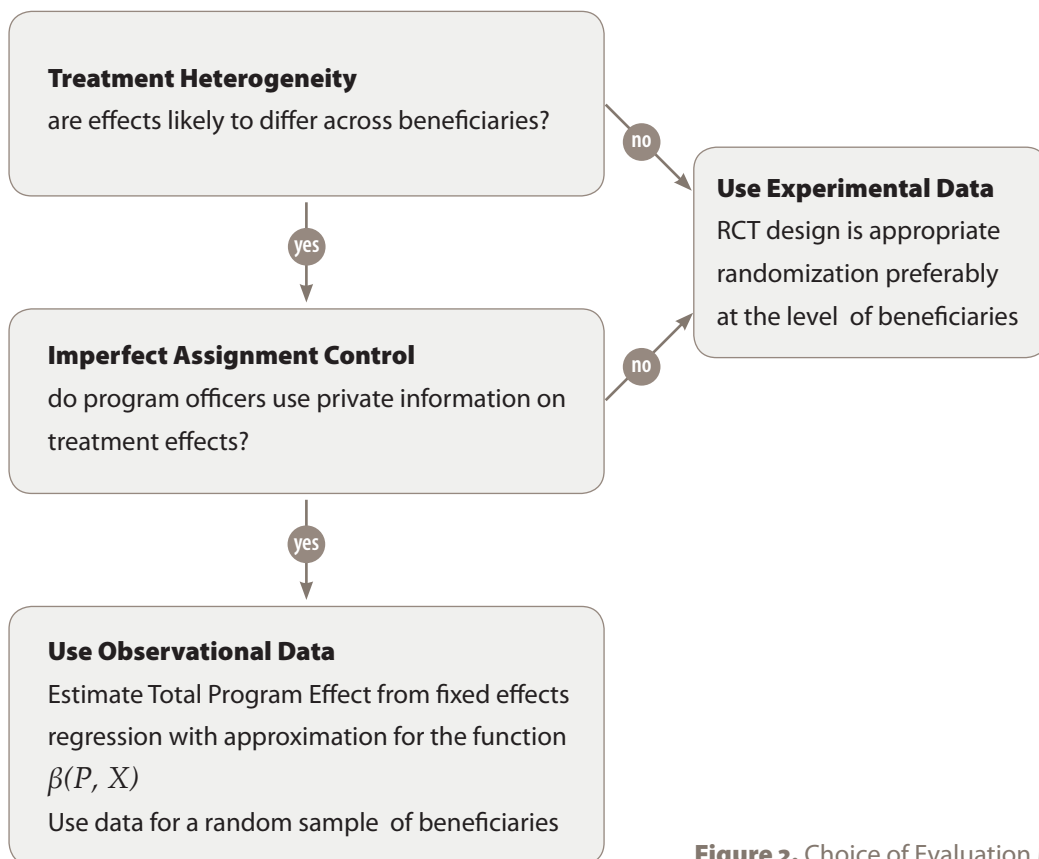 Treatment Heterogeneity
are effects likely to differ across beneficiaries?
no
yes
Use Experimental Data
RCT design is appropriate
randomization preferably
at the level of beneficiaries
Imperfect Assignment Control
do program officers use private information on
treatment effects?
no
yes
Use Observational Data
Estimate Total Program Effect from fixed effects
regression with approximation for the function
β(P, X)
Use data for a random sample of beneficiaries
Figure 2. Choice of Evaluation